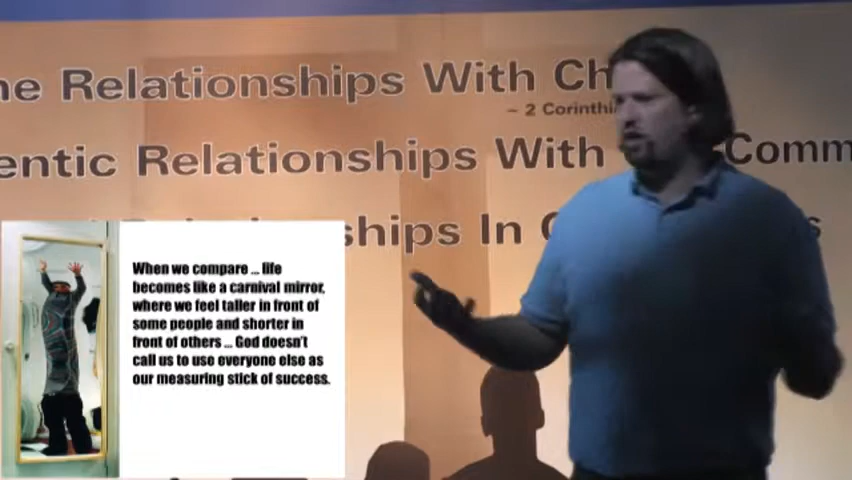 ne Relationships With Ch
– 2 Corinthi
entic Relationships With Comm
ships In
When we compare ... life
becomes like a carnival mirror,
where we feel taller in front of
some people and shorter in
front of others ... God doesn't
call us to use everyone else as
our measuring stick of success.